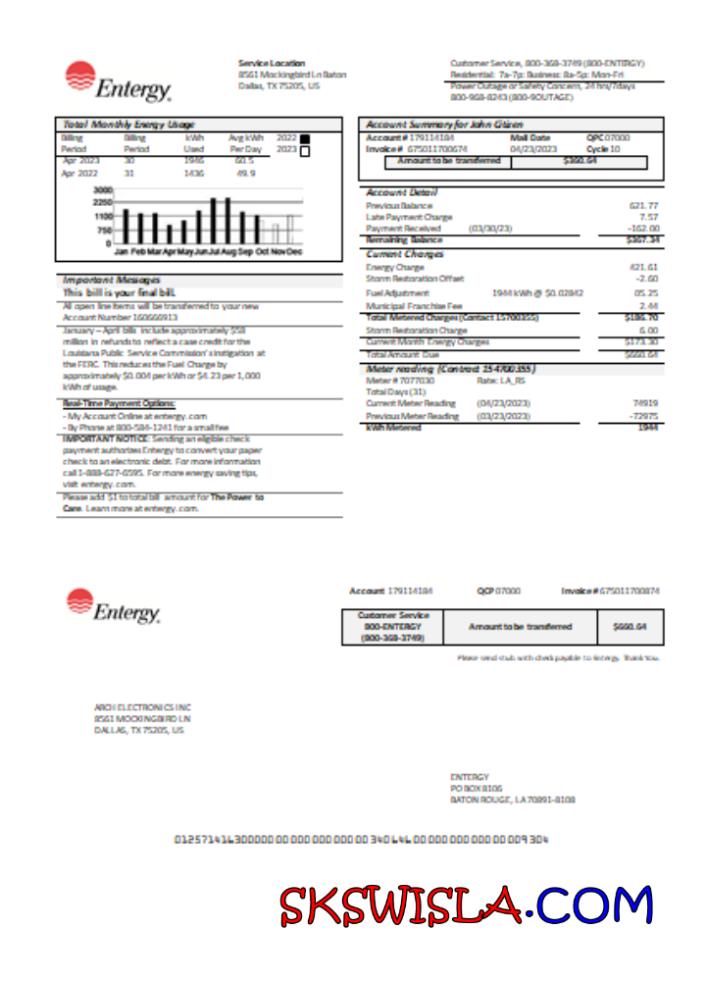 Entergy
Service Location
8561 Mockingbird Ln Baton
Dallas, TX 75205, US
Customer Service, 800-368-3749 (800-ENTERGY)
Residential: 7a-7p: Business: 8a-5p: Mon-Fri
Power Outage or Safety Concern, 24 hrs/7days
800-968-8243 (800-9OUTAGE)
Total Monthly Energy Usage
Billing Billing kWh Avg kWh 2022
Period Period Used Per Day 2023
Apr 2023 30 1946 60.5
Apr 2022 31 1436 49.9
3000
2250
1100
750
0
Jan Feb Mar Apr May Jun Jul Aug Sep Oct Nov Dec
Important Messages
This bill is your final bill.
All open line items will be transferred to your new
Account Number 160666913
January – April bills include approximately $58
million in refunds to reflect a case credit for the
Louisiana Public Service Commission's instigation at
the FERC. This reduces the Fuel Charge by
approximately $0.004 per kWh or $4.23 per 1,000
kWh of usage.
Real-Time Payment Options:
- My Account Online at entergy.com
- By Phone at 800-584-1241 for a small fee
IMPORTANT NOTICE: Sending an eligible check
payment authorizes Entergy to convert your paper
check to an electronic debt. For more information
call 1-888-627-6595. For more energy saving tips,
visit entergy.com.
Please add $1 to total bill amount for The Power to
Care. Learn more at entergy.com.
Account Summary for John Citizen
Account # 179114184 Mail Date QPC 07000
Invoice # 675011700674 04/23/2023 Cycle 10
Amount to be transferred $360.64
Account Detail
Previous Balance 621.77
Late Payment Charge 7.57
Payment Received (03/30/23) -162.00
Remaining Balance $367.34
Current Charges
Energy Charge 421.61
Storm Restoration Offset -2.60
Fuel Adjustment 1944 kWh @ $0.02842 05.25
Municipal Franchise Fee 2.44
Total Metered Charges (Contact 15700355) $186.70
Storm Restoration Charge 6.00
Current Month Energy Charges $173.30
Total Amount Due $660.64
Meter reading (Contract 154700355)
Meter # 7077030 Rate: LA_RS
Total Days (31)
Current Meter Reading (04/23/2023) 74919
Previous Meter Reading (03/23/2023) -72975
kWh Metered 1944
Entergy
Account 179114184 QCP 07000 Invoice # 675011700874
Customer Service
800-ENTERGY
(800-368-3749)
Amount to be transferred $660.64
Please send stub with check payable to Entergy. Thank You.
8561 MOCKINGBIRD LN
DALLAS, TX 75205, US
ENTERGY
PO BOX 8106
BATON ROUGE, LA 70891-8108
SKSWISLA.COM